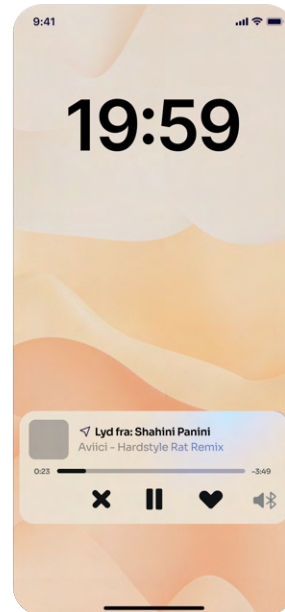 9:41
19:59
Lyd fra: Shahini Panini
Aviici - Hardstyle Rat Remix
0:23
-3:49